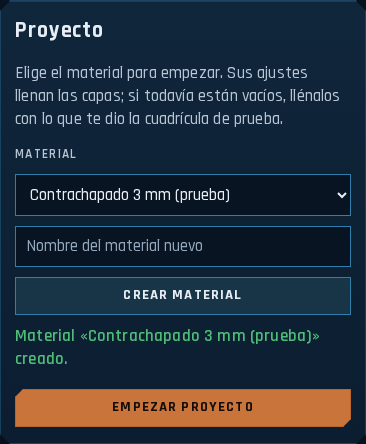 Proyecto
Elige el material para empezar. Sus ajustes
llenan las capas; si todavía están vacíos, llénalos
con lo que te dio la cuadrícula de prueba.
MATERIAL
Contrachapado 3 mm (prueba)
Nombre del material nuevo
CREAR MATERIAL
Material «Contrachapado 3 mm (prueba)»
creado.
EMPEZAR PROYECTO